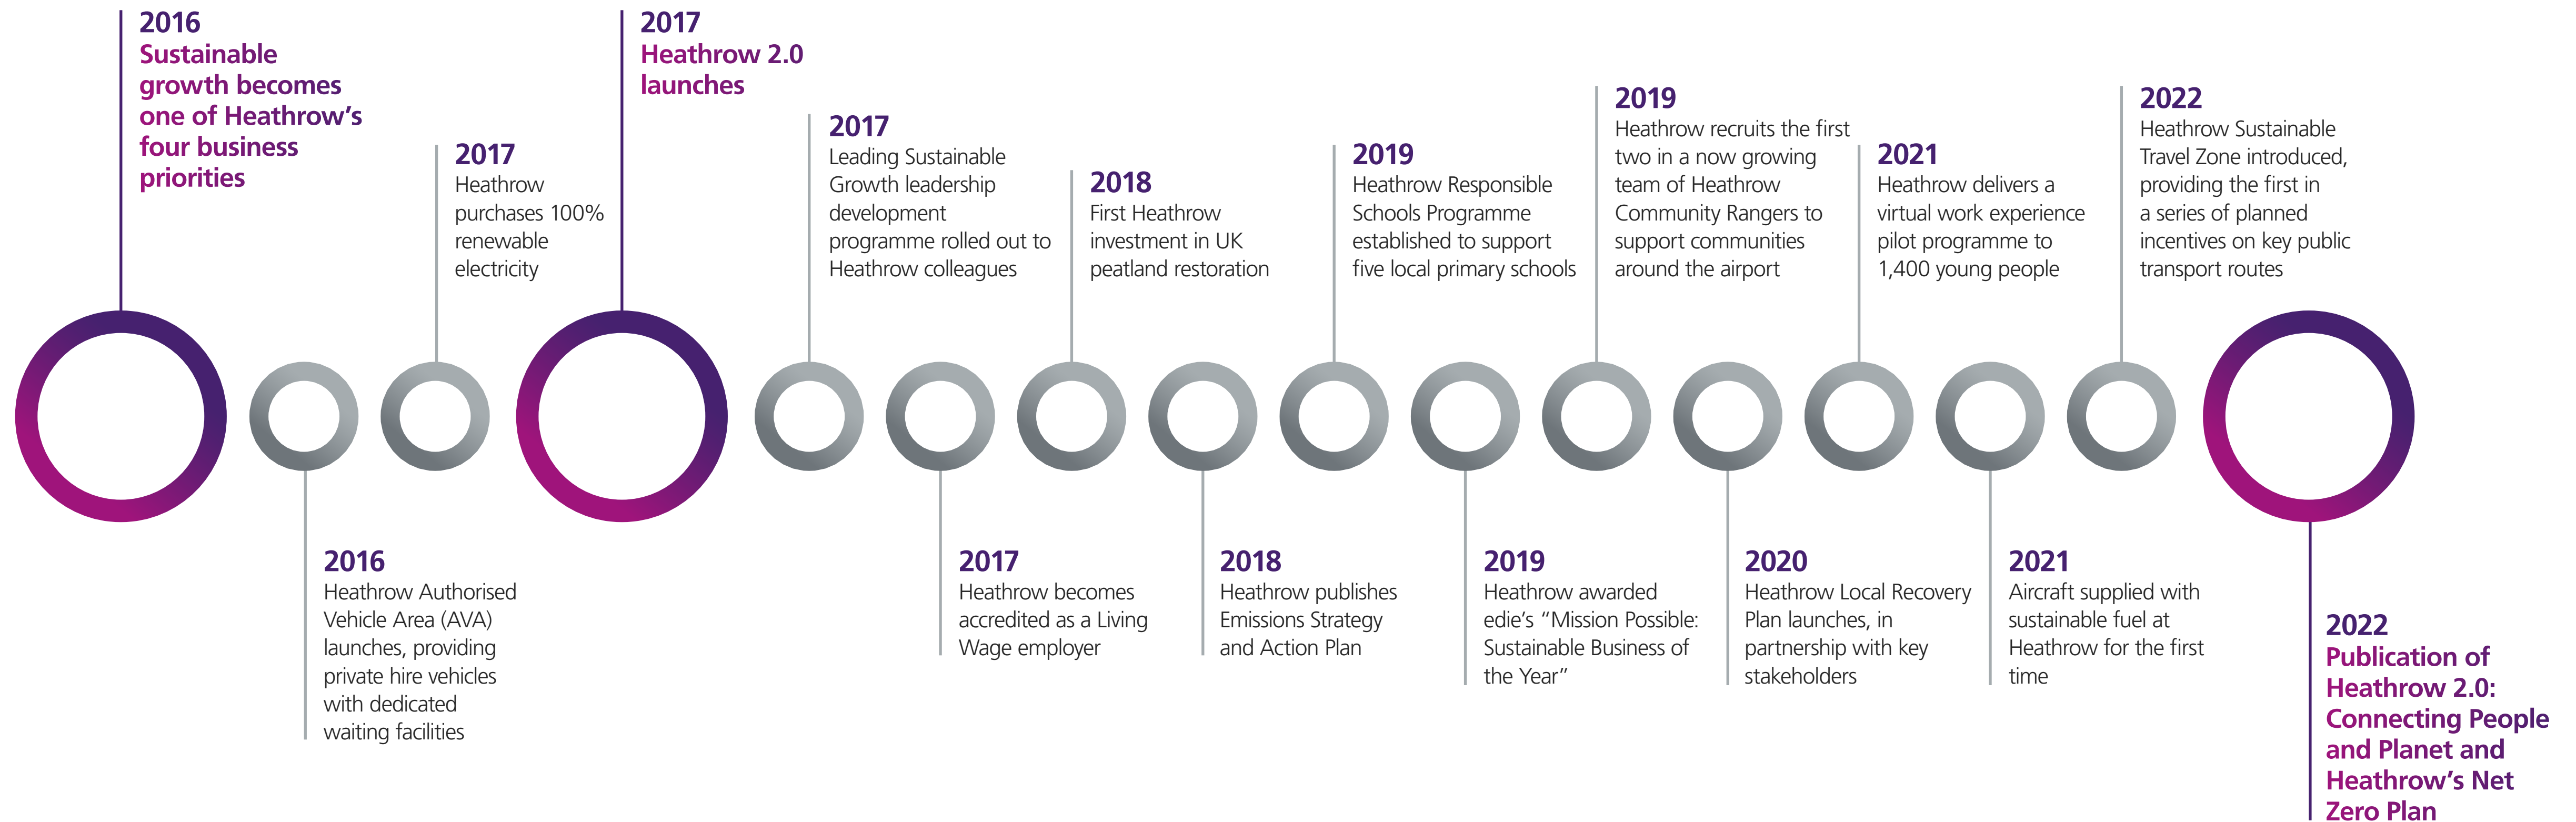 2016
Sustainable
growth becomes
one of Heathrow’s
four business
priorities
2016
Heathrow Authorised
Vehicle Area (AVA)
launches, providing
private hire vehicles
with dedicated
waiting facilities
2017
Heathrow
purchases 100%
renewable
electricity
2017
Heathrow 2.0
launches
2017
Leading Sustainable
Growth leadership
development
programme rolled out to
Heathrow colleagues
2017
Heathrow becomes
accredited as a Living
Wage employer
2018
First Heathrow
investment in UK
peatland restoration
2018
Heathrow publishes
Emissions Strategy
and Action Plan
2019
Heathrow Responsible
Schools Programme
established to support
five local primary schools
2019
Heathrow awarded
edie’s “Mission Possible:
Sustainable Business of
the Year”
2019
Heathrow recruits the first
two in a now growing
team of Heathrow
Community Rangers to
support communities
around the airport
2020
Heathrow Local Recovery
Plan launches, in
partnership with key
stakeholders
2021
Heathrow delivers a
virtual work experience
pilot programme to
1,400 young people
2021
Aircraft supplied with
sustainable fuel at
Heathrow for the first
time
2022
Heathrow Sustainable
Travel Zone introduced,
providing the first in
a series of planned
incentives on key public
transport routes
2022
Publication of
Heathrow 2.0:
Connecting People
and Planet and
Heathrow’s Net
Zero Plan